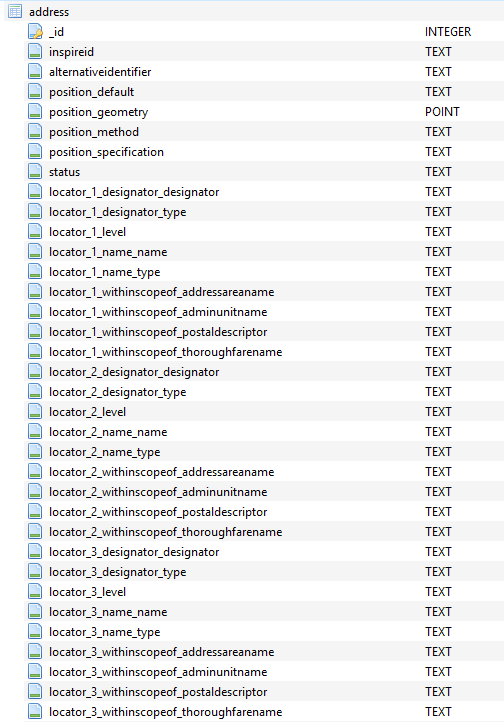 address
_id INTEGER
inspireid TEXT
alternativeidentifier TEXT
position_default TEXT
position_geometry POINT
position_method TEXT
position_specification TEXT
status TEXT
locator_1_designator_designator TEXT
locator_1_designator_type TEXT
locator_1_level TEXT
locator_1_name_name TEXT
locator_1_name_type TEXT
locator_1_withinscopeof_addressareaname TEXT
locator_1_withinscopeof_adminunitname TEXT
locator_1_withinscopeof_postaldescriptor TEXT
locator_1_withinscopeof_thoroughfarename TEXT
locator_2_designator_designator TEXT
locator_2_designator_type TEXT
locator_2_level TEXT
locator_2_name_name TEXT
locator_2_name_type TEXT
locator_2_withinscopeof_addressareaname TEXT
locator_2_withinscopeof_adminunitname TEXT
locator_2_withinscopeof_postaldescriptor TEXT
locator_2_withinscopeof_thoroughfarename TEXT
locator_3_designator_designator TEXT
locator_3_designator_type TEXT
locator_3_level TEXT
locator_3_name_name TEXT
locator_3_name_type TEXT
locator_3_withinscopeof_addressareaname TEXT
locator_3_withinscopeof_adminunitname TEXT
locator_3_withinscopeof_postaldescriptor TEXT
locator_3_withinscopeof_thoroughfarename TEXT